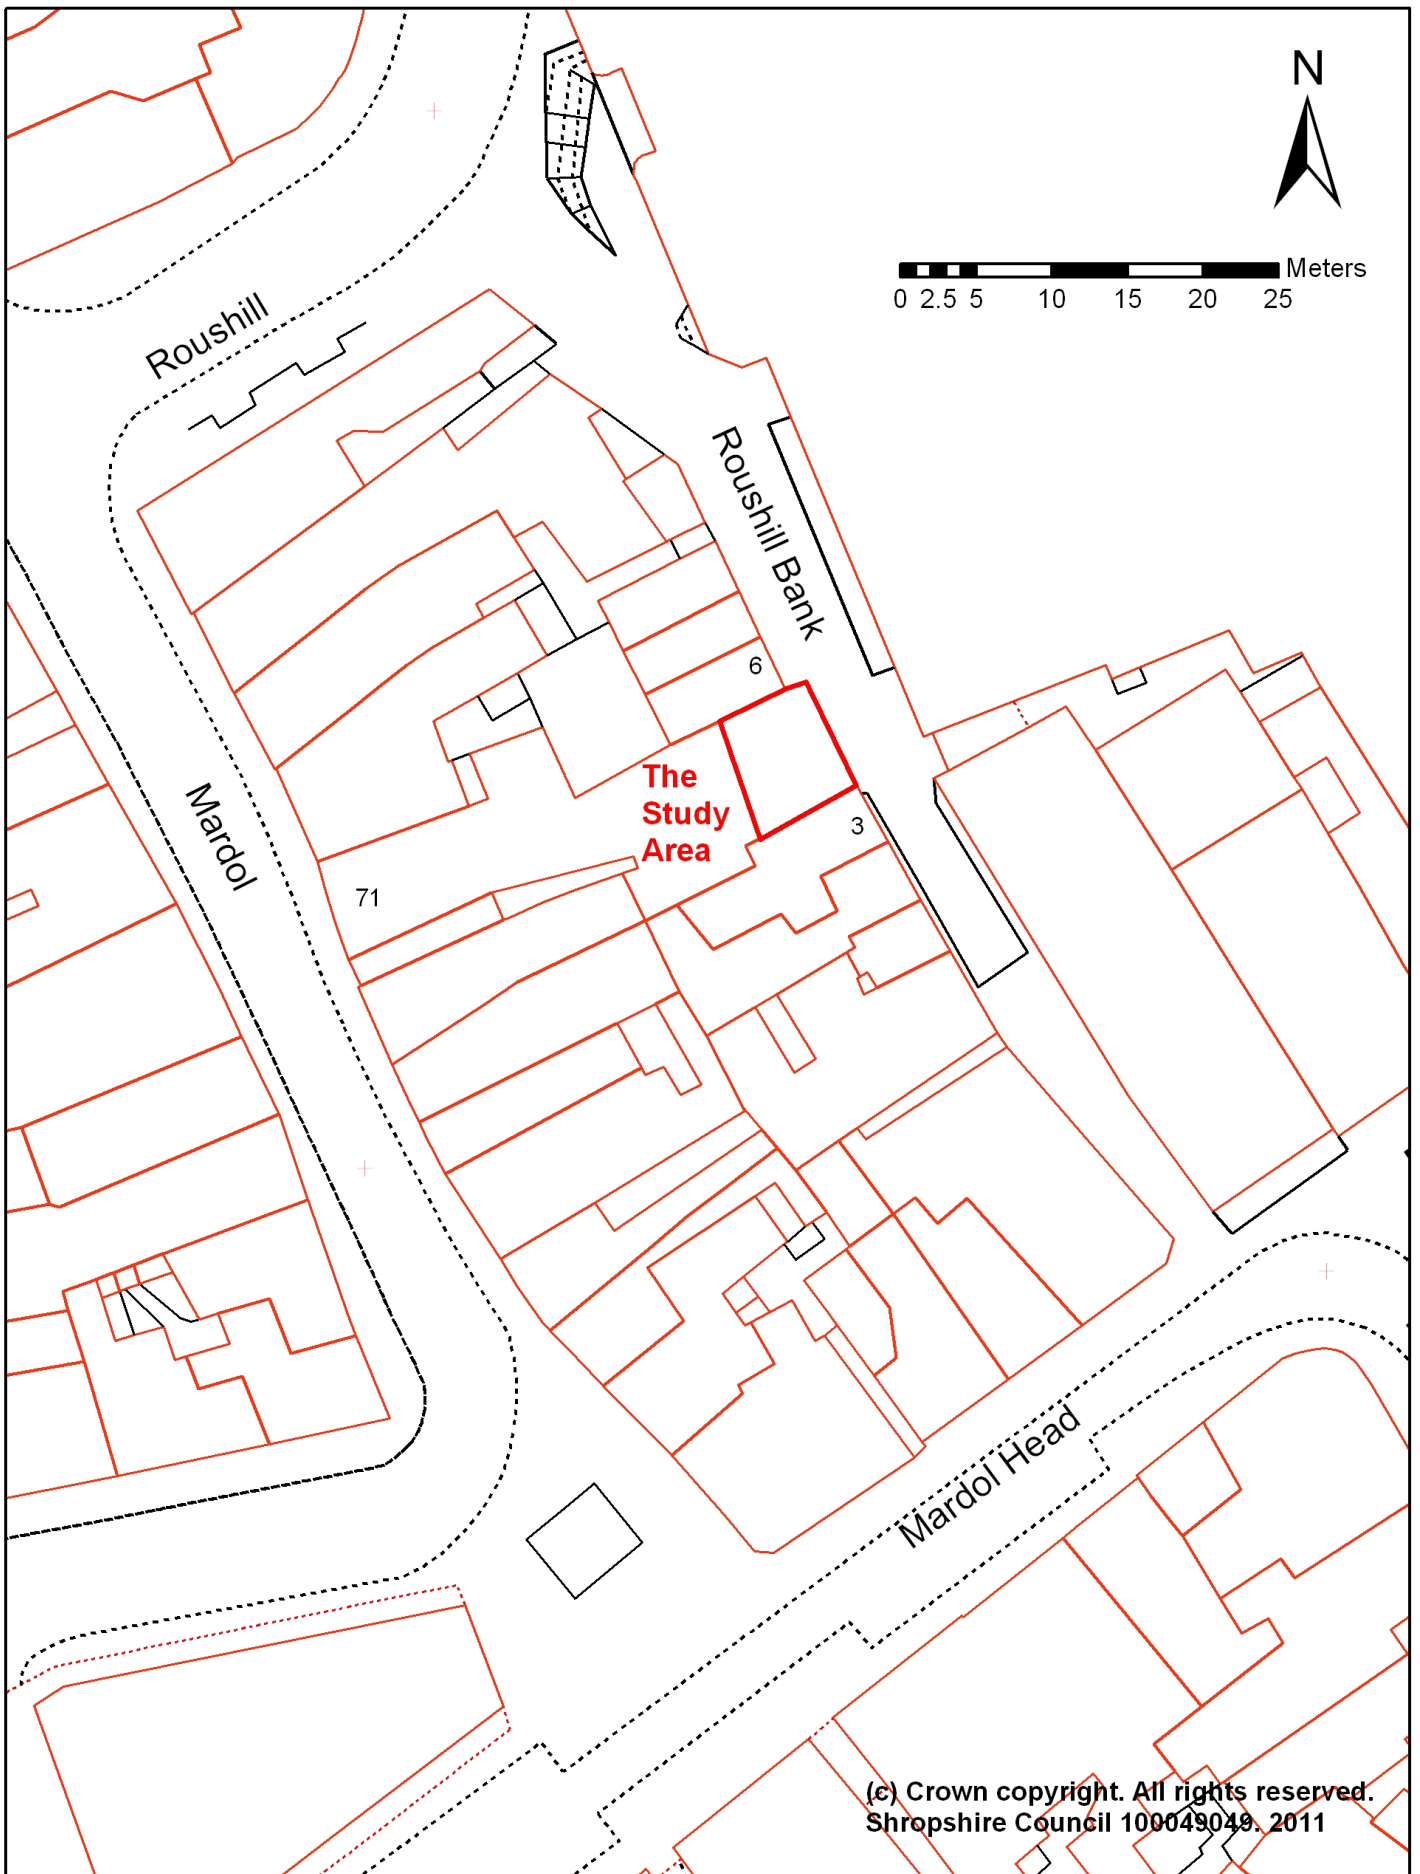 N
Meters
0 2.5 5 10 15 20 25
Roushill
Roushill Bank
6
The
Study
Area
3
Mardol
71
Mardol Head
(c) Crown copyright. All rights reserved.
Shropshire Council 100049049. 2011